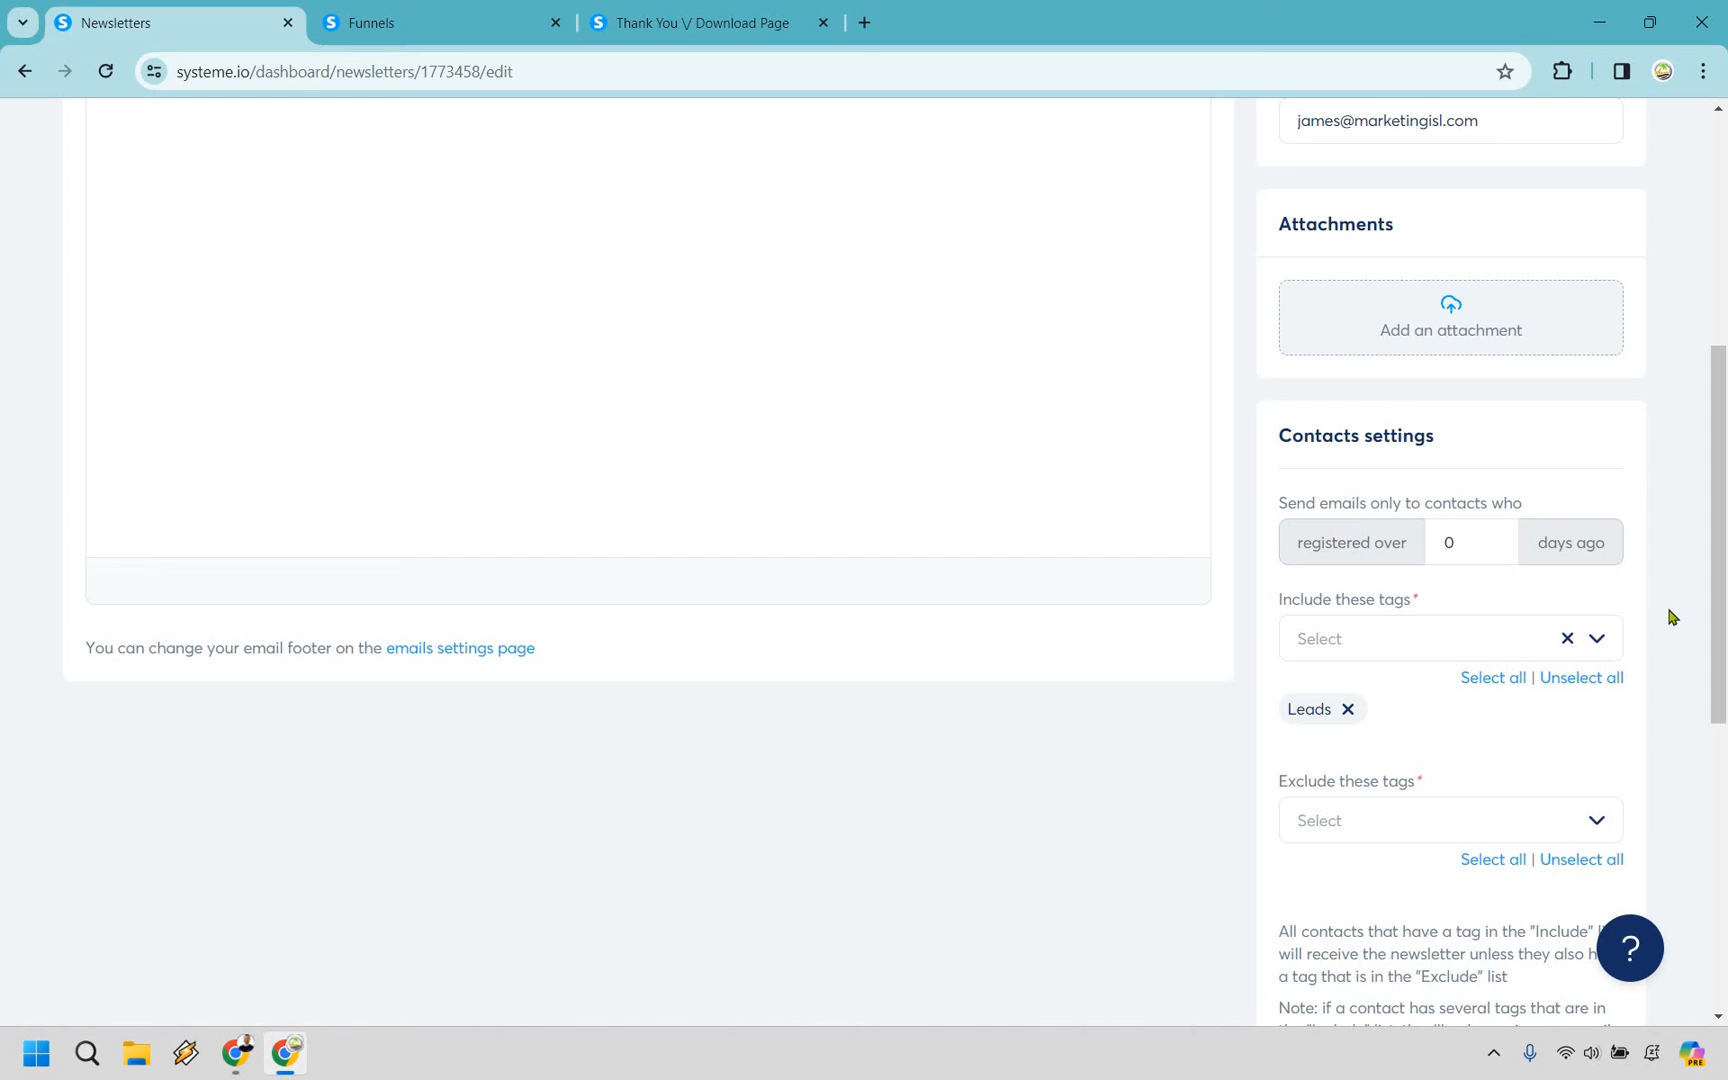 Newsletters
Funnels
Thank You \/ Download Page
systeme.io/dashboard/newsletters/1773458/edit
james@marketingisl.com
Attachments
Add an attachment
Contacts settings
Send emails only to contacts who
registered over 0 days ago
Include these tags*
Select
Select all | Unselect all
Leads
You can change your email footer on the emails settings page
Exclude these tags*
Select
Select all | Unselect all
All contacts that have a tag in the "Include"
will receive the newsletter unless they also
a tag that is in the "Exclude" list
Note: if a contact has several tags that are in
?
PRE